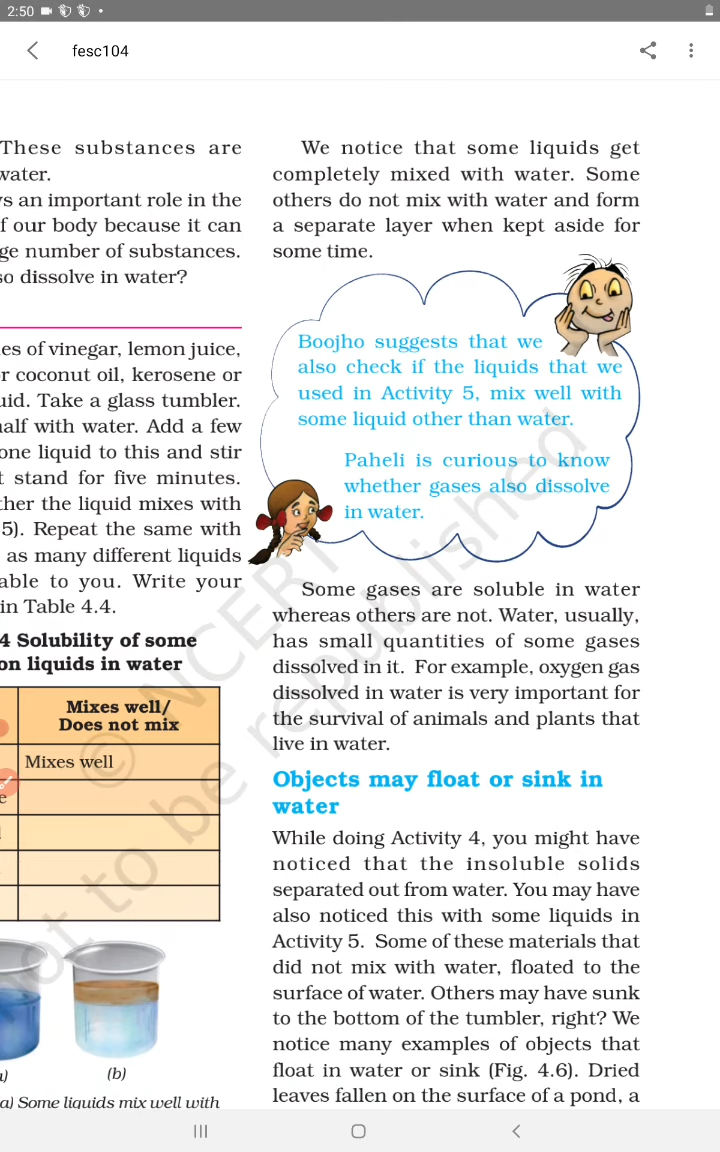 2:50
fesc104
These substances are
water.
ys an important role in the
f our body because it can
ge number of substances.
so dissolve in water?
es of vinegar, lemon juice,
r coconut oil, kerosene or
uid. Take a glass tumbler.
half with water. Add a few
one liquid to this and stir
t stand for five minutes.
ther the liquid mixes with
5). Repeat the same with
as many different liquids
able to you. Write your
in Table 4.4.
4 Solubility of some
on liquids in water
Mixes well/
Does not mix
Mixes well
e
(b)
a) Some liquids mix well with
We notice that some liquids get
completely mixed with water. Some
others do not mix with water and form
a separate layer when kept aside for
some time.
Boojho suggests that we
also check if the liquids that we
used in Activity 5, mix well with
some liquid other than water.
Paheli is curious to know
whether gases also dissolve
in water.
Some gases are soluble in water
whereas others are not. Water, usually,
has small quantities of some gases
dissolved in it. For example, oxygen gas
dissolved in water is very important for
the survival of animals and plants that
live in water.
Objects may float or sink in
water
While doing Activity 4, you might have
noticed that the insoluble solids
separated out from water. You may have
also noticed this with some liquids in
Activity 5. Some of these materials that
did not mix with water, floated to the
surface of water. Others may have sunk
to the bottom of the tumbler, right? We
notice many examples of objects that
float in water or sink (Fig. 4.6). Dried
leaves fallen on the surface of a pond, a
© NCERT
not to be republished